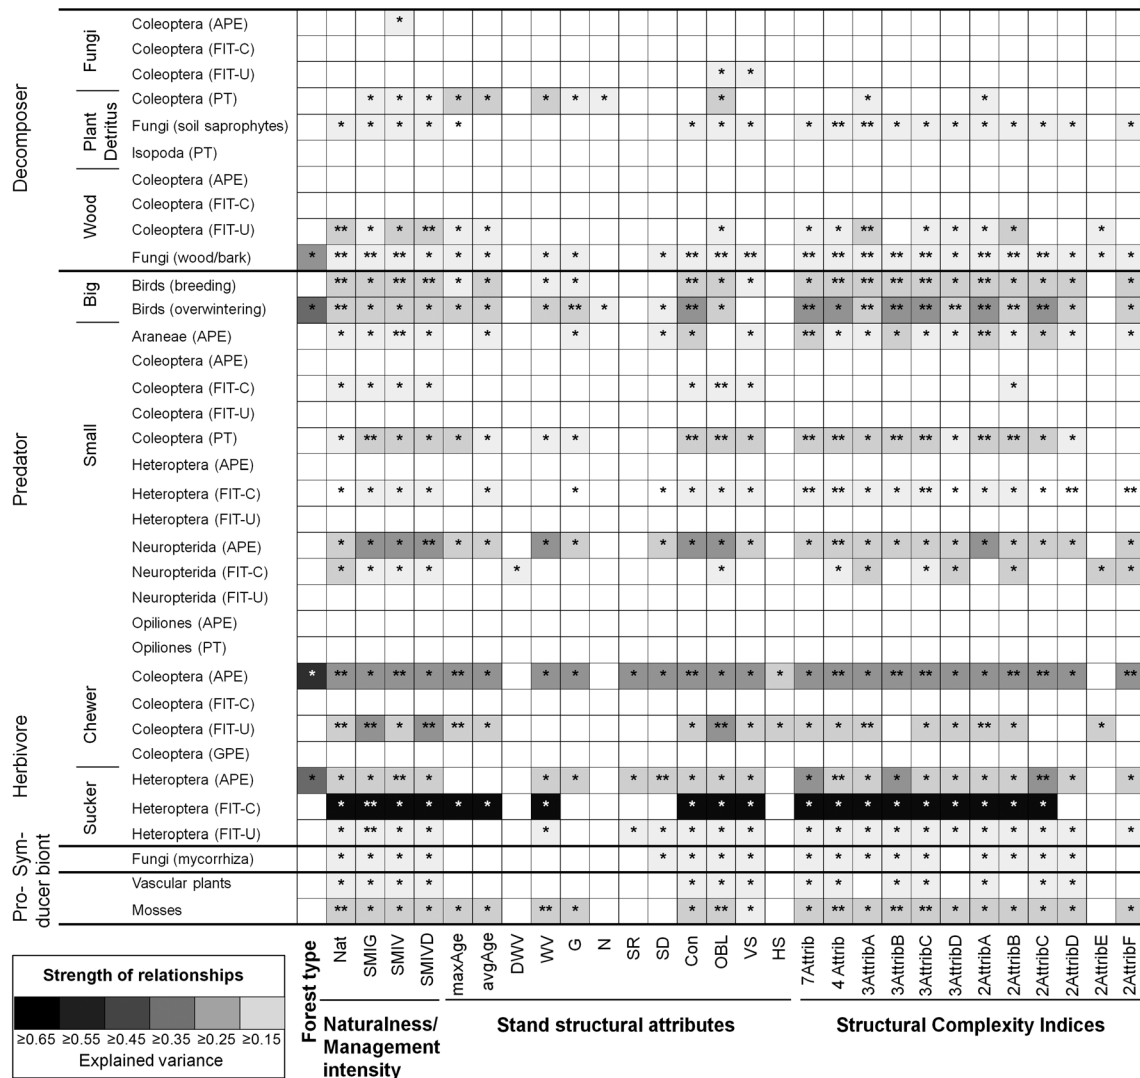 Decomposer
Fungi
Coleoptera (APE)
Coleoptera (FIT-C)
Coleoptera (FIT-U)
Plant
Detritus
Coleoptera (PT)
Fungi (soil saprophytes)
Isopoda (PT)
Wood
Coleoptera (APE)
Coleoptera (FIT-C)
Coleoptera (FIT-U)
Fungi (wood/bark)
Predator
Big
Birds (breeding)
Birds (overwintering)
Small
Araneae (APE)
Coleoptera (APE)
Coleoptera (FIT-C)
Coleoptera (FIT-U)
Coleoptera (PT)
Heteroptera (APE)
Heteroptera (FIT-C)
Heteroptera (FIT-U)
Neuropterida (APE)
Neuropterida (FIT-C)
Neuropterida (FIT-U)
Opiliones (APE)
Opiliones (PT)
Herbivore
Chewer
Coleoptera (APE)
Coleoptera (FIT-C)
Coleoptera (FIT-U)
Coleoptera (GPE)
Sucker
Heteroptera (APE)
Heteroptera (FIT-C)
Heteroptera (FIT-U)
Sym-
biont
Fungi (mycorrhiza)
Pro-
ducer
Vascular plants
Mosses
Forest type
Nat
SMIG
SMIV
SMIVD
maxAge
avgAge
DWV
WV
G
N
SR
SD
Con
OBL
VS
HS
7Attrib
4 Attrib
3AttribA
3AttribB
3AttribC
3AttribD
2AttribA
2AttribB
2AttribC
2AttribD
2AttribE
2AttribF
Naturalness/
Management
intensity
Stand structural attributes
Structural Complexity Indices
Strength of relationships
≥0.65 ≥0.55 ≥0.45 ≥0.35 ≥0.25 ≥0.15
Explained variance